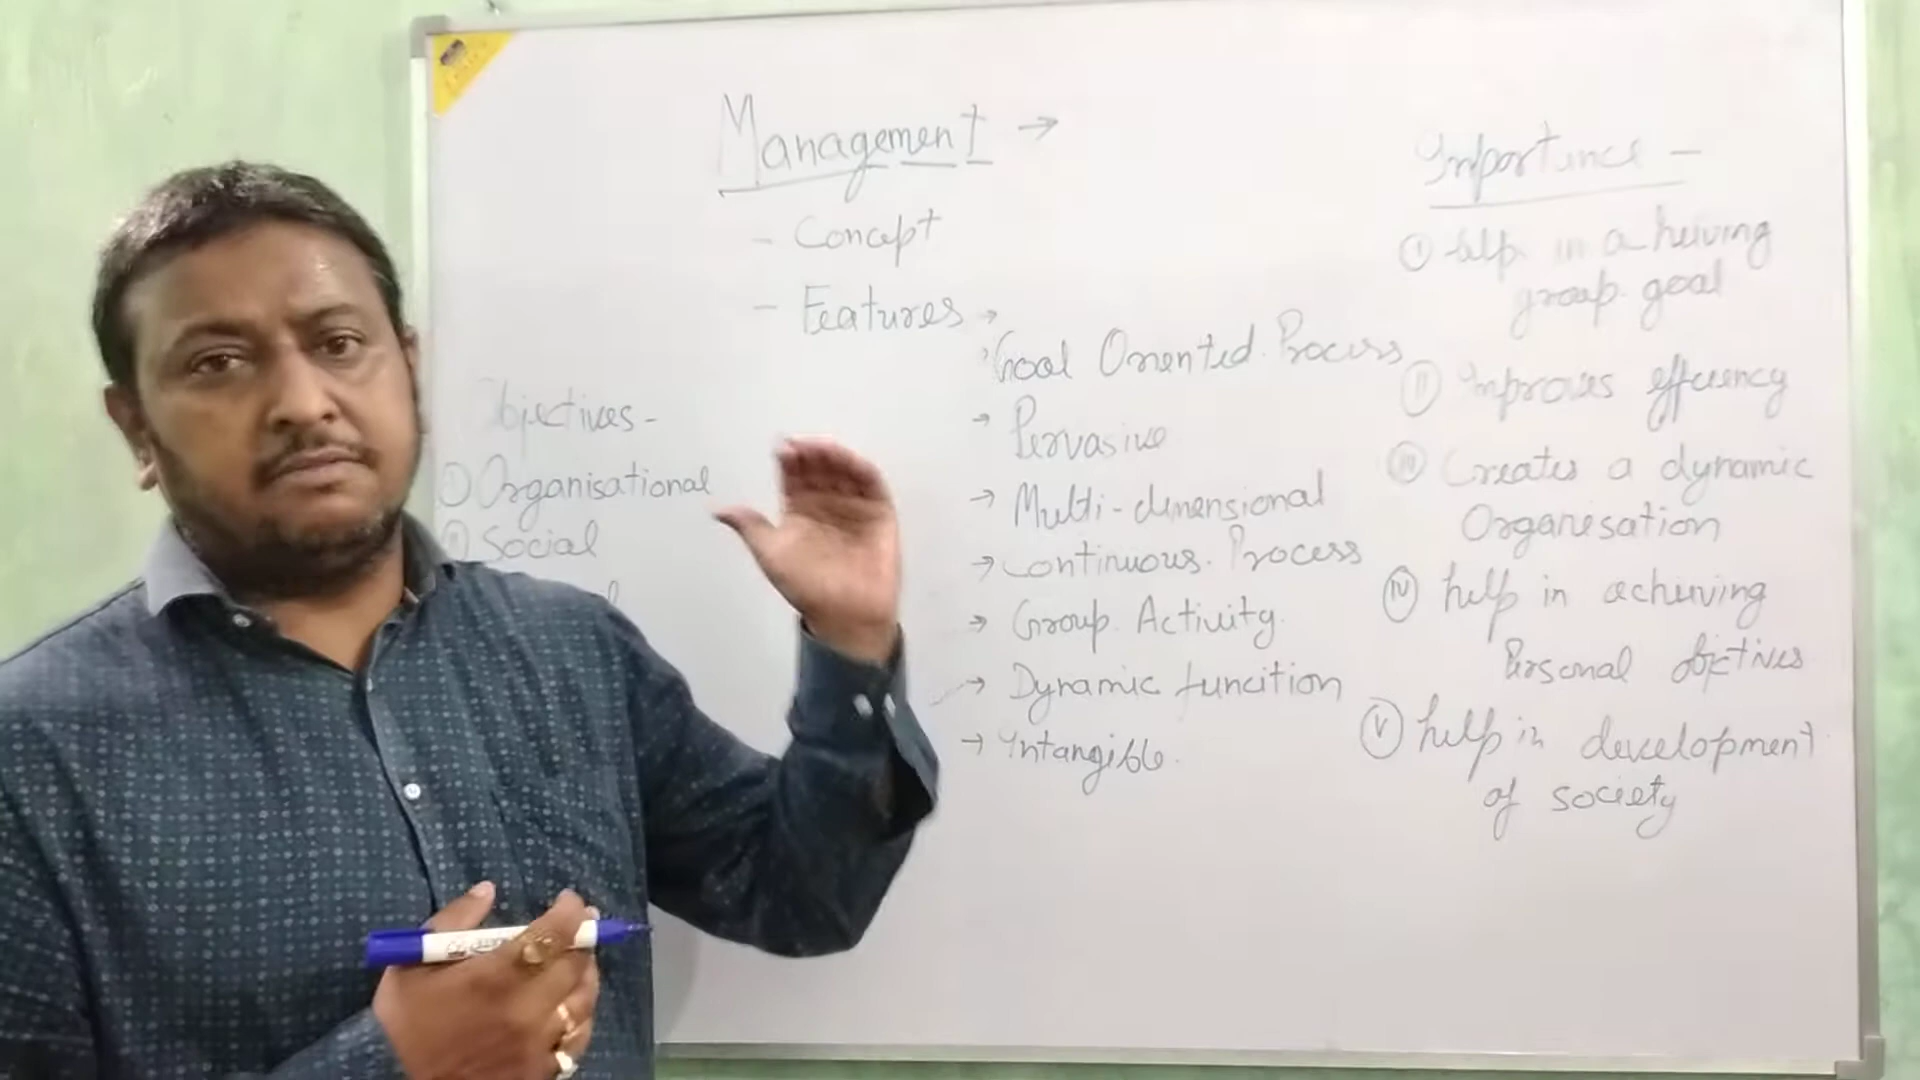 Management →
- Concept
- Features →
Objectives -
Ⓘ Organisational
Ⓘⓘ Social
→ Goal Oriented Process
→ Pervasive
→ Multi-dimensional
→ Continuous Process
→ Group Activity
→ Dynamic funcition
→ Intangible
Importance -
Ⓘ help in acheiving
group goal
Ⓘⓘ Improves efficiency
Ⓘⓘⓘ Creates a dynamic
Organisation
ⓘⓥ help in acheiving
Personal objectives
ⓥ help in development
of society